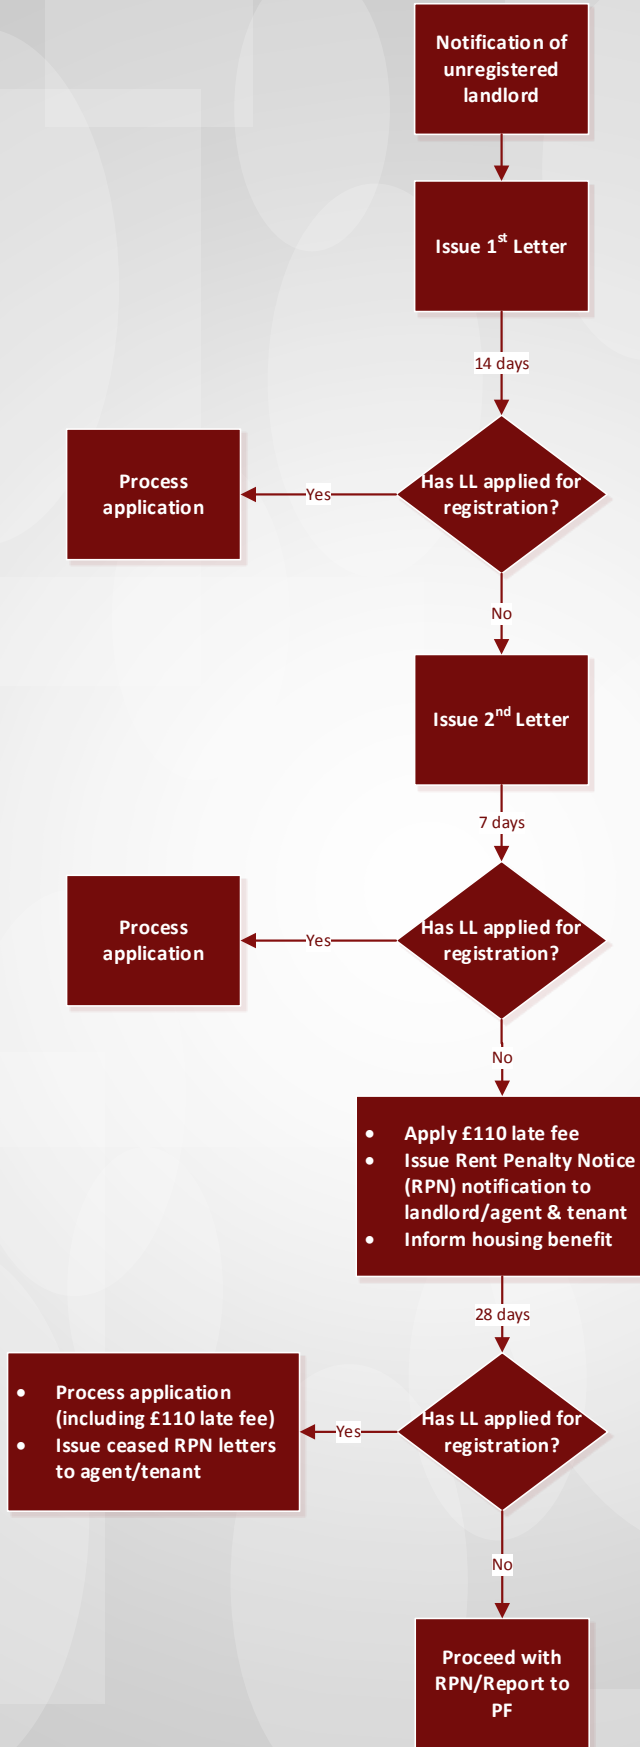 Notification of
unregistered
landlord
Issue 1st Letter
14 days
Has LL applied for
registration?
Yes
Process
application
No
Issue 2nd Letter
7 days
Has LL applied for
registration?
Yes
Process
application
No
• Apply £110 late fee
• Issue Rent Penalty Notice
(RPN) notification to
landlord/agent & tenant
• Inform housing benefit
28 days
Has LL applied for
registration?
Yes
• Process application
(including £110 late fee)
• Issue ceased RPN letters
to agent/tenant
No
Proceed with
RPN/Report to
PF